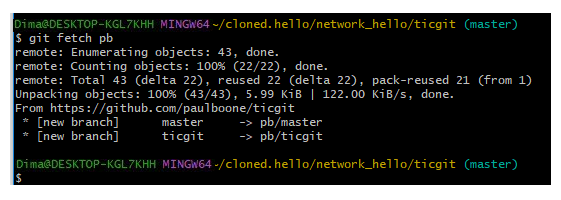 Dima@DESKTOP-KGL7KHH MINGW64 ~/cloned.hello/network_hello/ticgit (master)
$ git fetch pb
remote: Enumerating objects: 43, done.
remote: Counting objects: 100% (22/22), done.
remote: Total 43 (delta 22), reused 22 (delta 22), pack-reused 21 (from 1)
Unpacking objects: 100% (43/43), 5.99 KiB | 122.00 KiB/s, done.
From https://github.com/paulboone/ticgit
 * [new branch]      master     -> pb/master
 * [new branch]      ticgit     -> pb/ticgit
Dima@DESKTOP-KGL7KHH MINGW64 ~/cloned.hello/network_hello/ticgit (master)
$